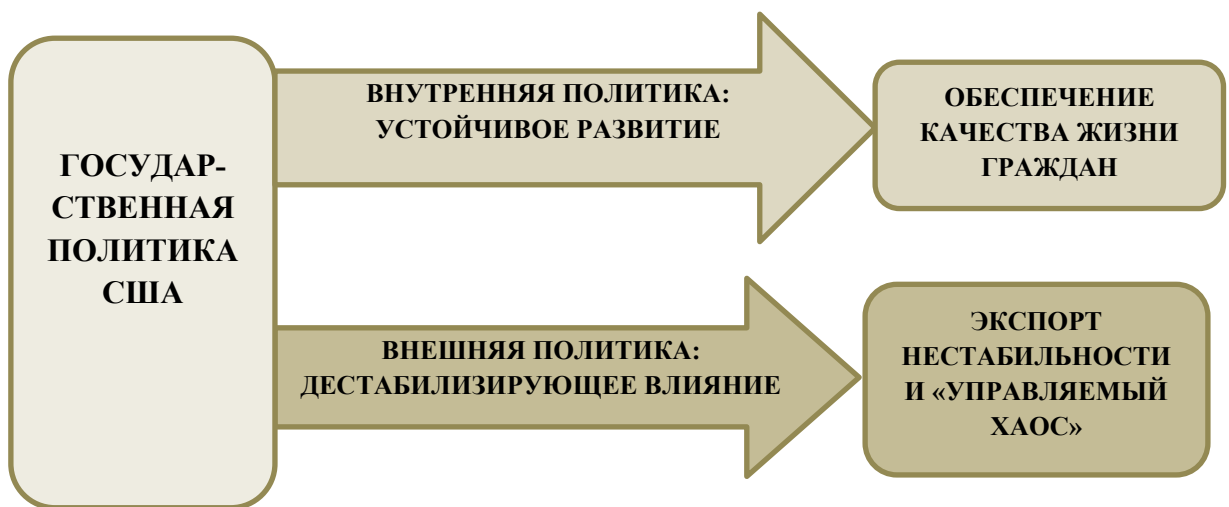 ГОСУДАР-
СТВЕННАЯ
ПОЛИТИКА
США
ВНУТРЕННЯЯ ПОЛИТИКА:
УСТОЙЧИВОЕ РАЗВИТИЕ
ОБЕСПЕЧЕНИЕ
КАЧЕСТВА ЖИЗНИ
ГРАЖДАН
ВНЕШНЯЯ ПОЛИТИКА:
ДЕСТАБИЛИЗИРУЮЩЕЕ ВЛИЯНИЕ
ЭКСПОРТ
НЕСТАБИЛЬНОСТИ
И «УПРАВЛЯЕМЫЙ
ХАОС»